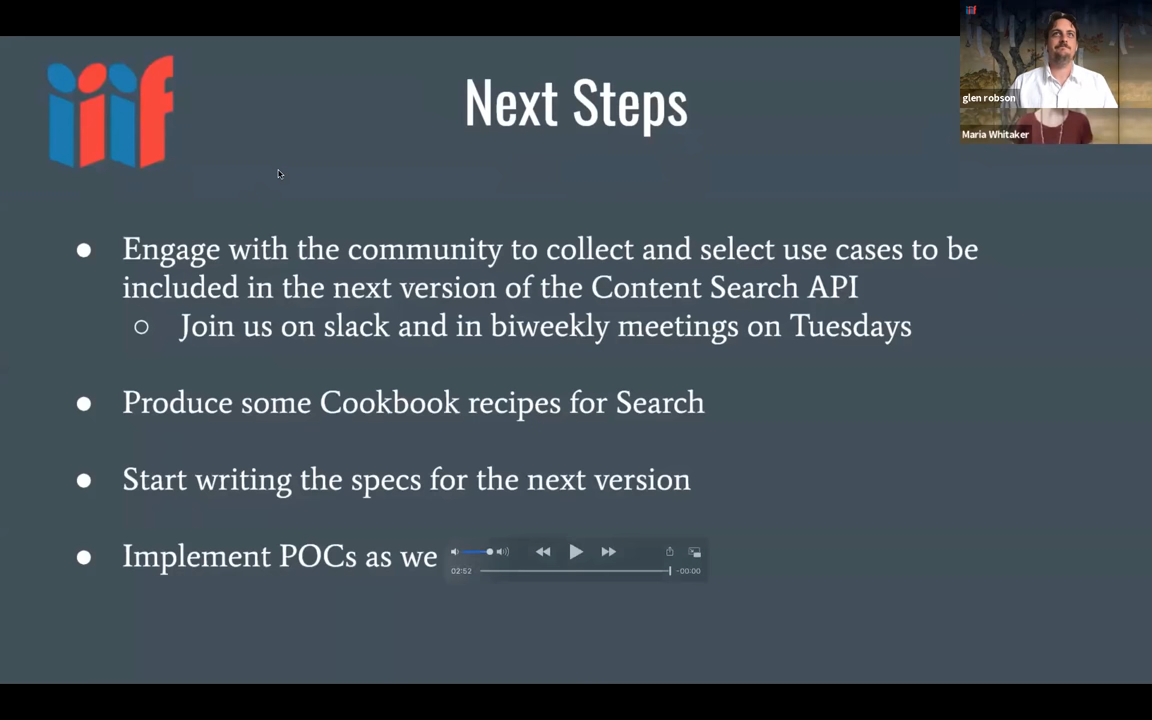 iiif
Next Steps
iiif
glen robson
Maria Whitaker
● Engage with the community to collect and select use cases to be
included in the next version of the Content Search API
○ Join us on slack and in biweekly meetings on Tuesdays
● Produce some Cookbook recipes for Search
● Start writing the specs for the next version
● Implement POCs as we
02:52
-00:00